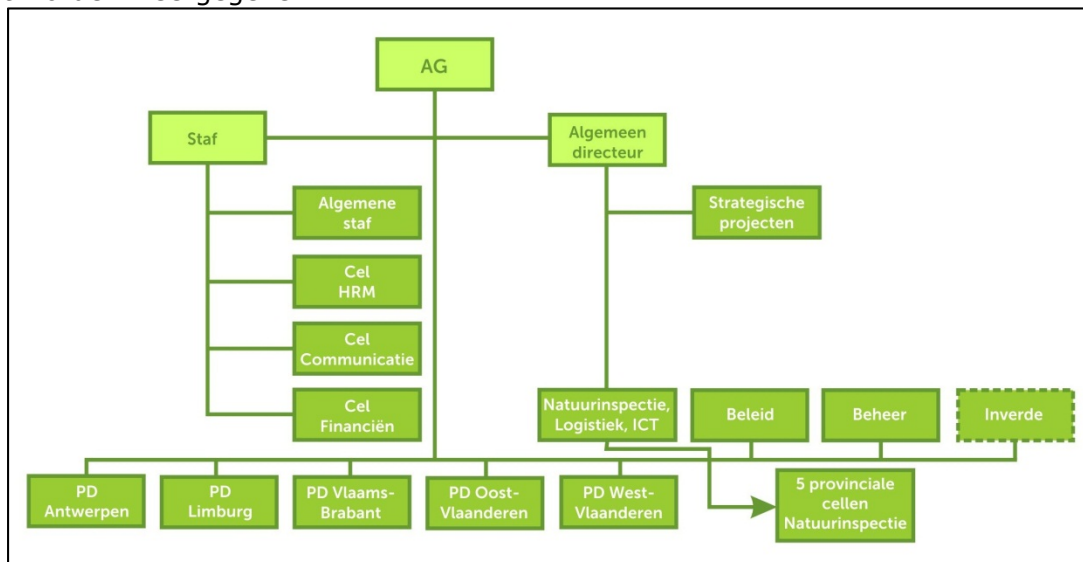 AG
Staf
Algemeen
directeur
Algemene
staf
Strategische
projecten
Cel
HRM
Cel
Communicatie
Cel
Financiën
Natuurinspectie,
Logistiek, ICT
Beleid
Beheer
Inverde
PD
Antwerpen
PD
Limburg
PD Vlaams-
Brabant
PD Oost-
Vlaanderen
PD West-
Vlaanderen
5 provinciale
cellen
Natuurinspectie